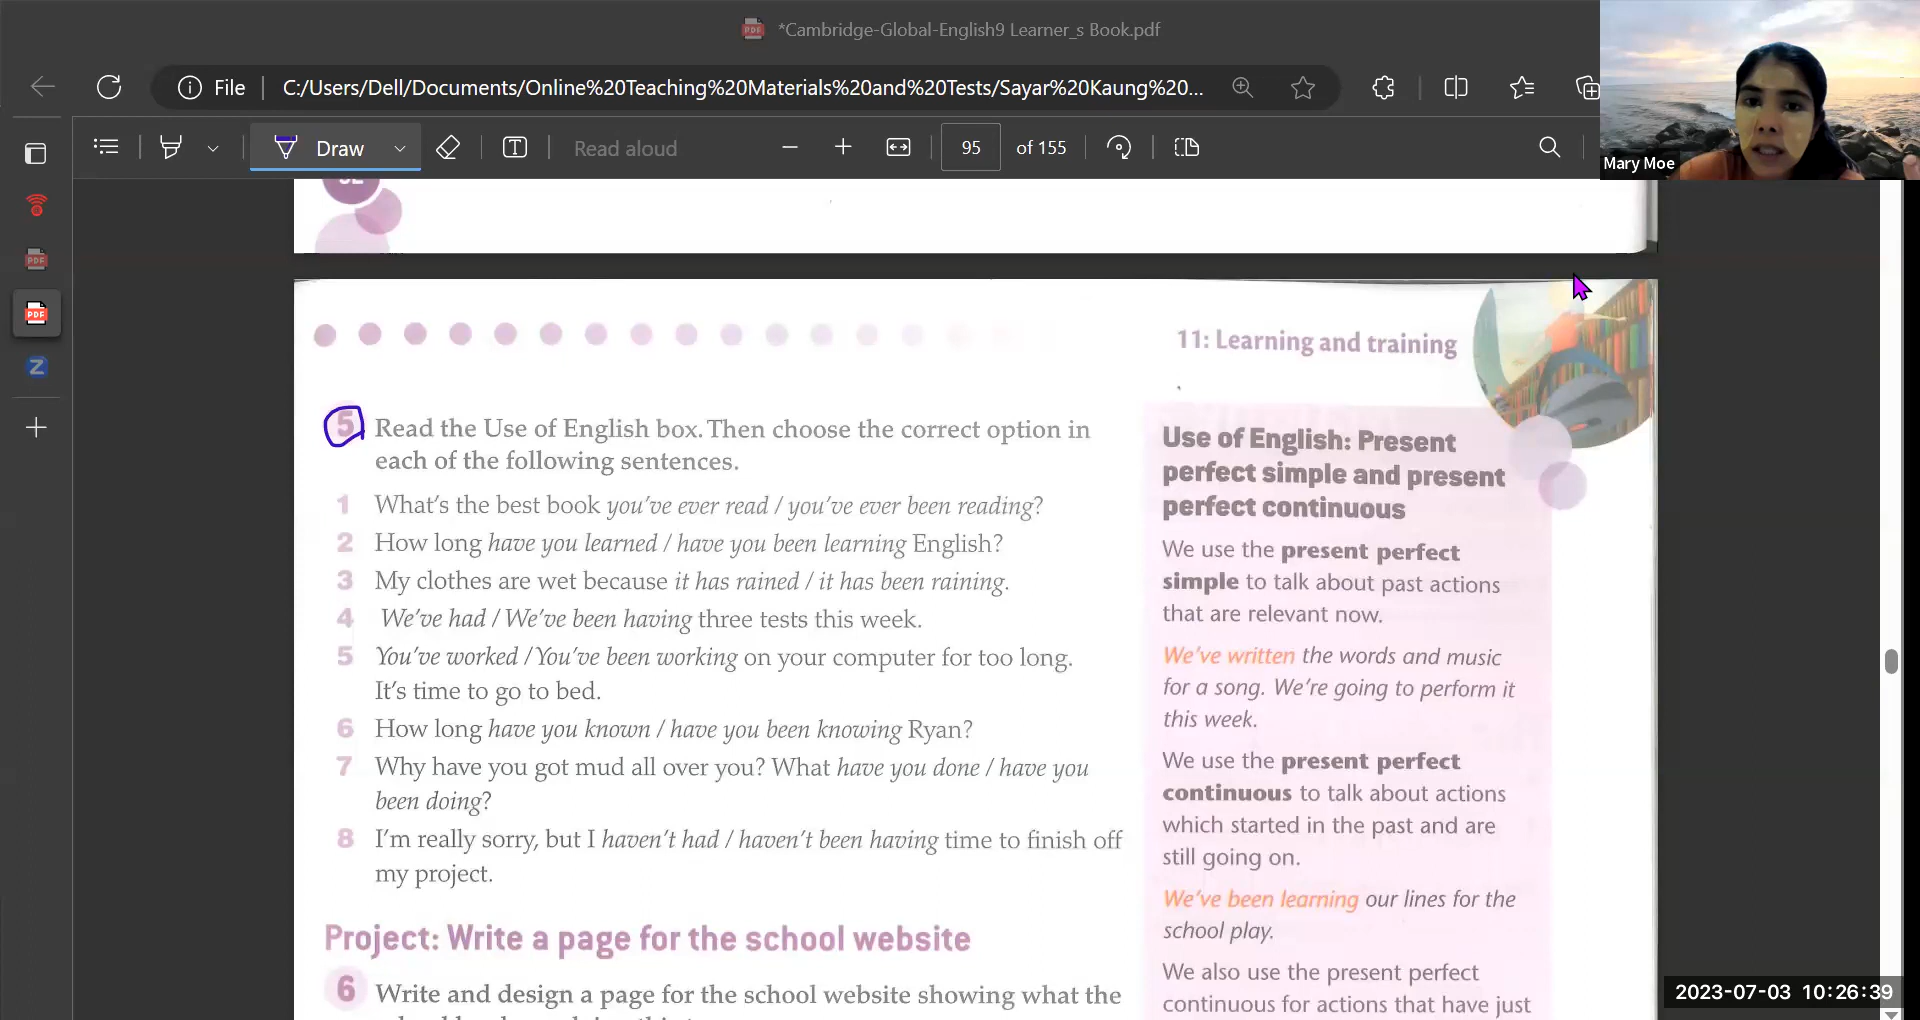 *Cambridge-Global-English9 Learner_s Book.pdf
File
C:/Users/Dell/Documents/Online%20Teaching%20Materials%20and%20Tests/Sayar%20Kaung%20...
Draw
Read aloud
95 of 155
Mary Moe
11: Learning and training
5 Read the Use of English box. Then choose the correct option in
each of the following sentences.
1 What's the best book you've ever read / you've ever been reading?
2 How long have you learned / have you been learning English?
3 My clothes are wet because it has rained / it has been raining.
4 We've had / We've been having three tests this week.
5 You've worked / You've been working on your computer for too long.
It's time to go to bed.
6 How long have you known / have you been knowing Ryan?
7 Why have you got mud all over you? What have you done / have you
been doing?
8 I'm really sorry, but I haven't had / haven't been having time to finish off
my project.
Project: Write a page for the school website
6 Write and design a page for the school website showing what the
Use of English: Present
perfect simple and present
perfect continuous
We use the present perfect
simple to talk about past actions
that are relevant now.
We've written the words and music
for a song. We're going to perform it
this week.
We use the present perfect
continuous to talk about actions
which started in the past and are
still going on.
We've been learning our lines for the
school play.
We also use the present perfect
continuous for actions that have just
2023-07-03 10:26:39